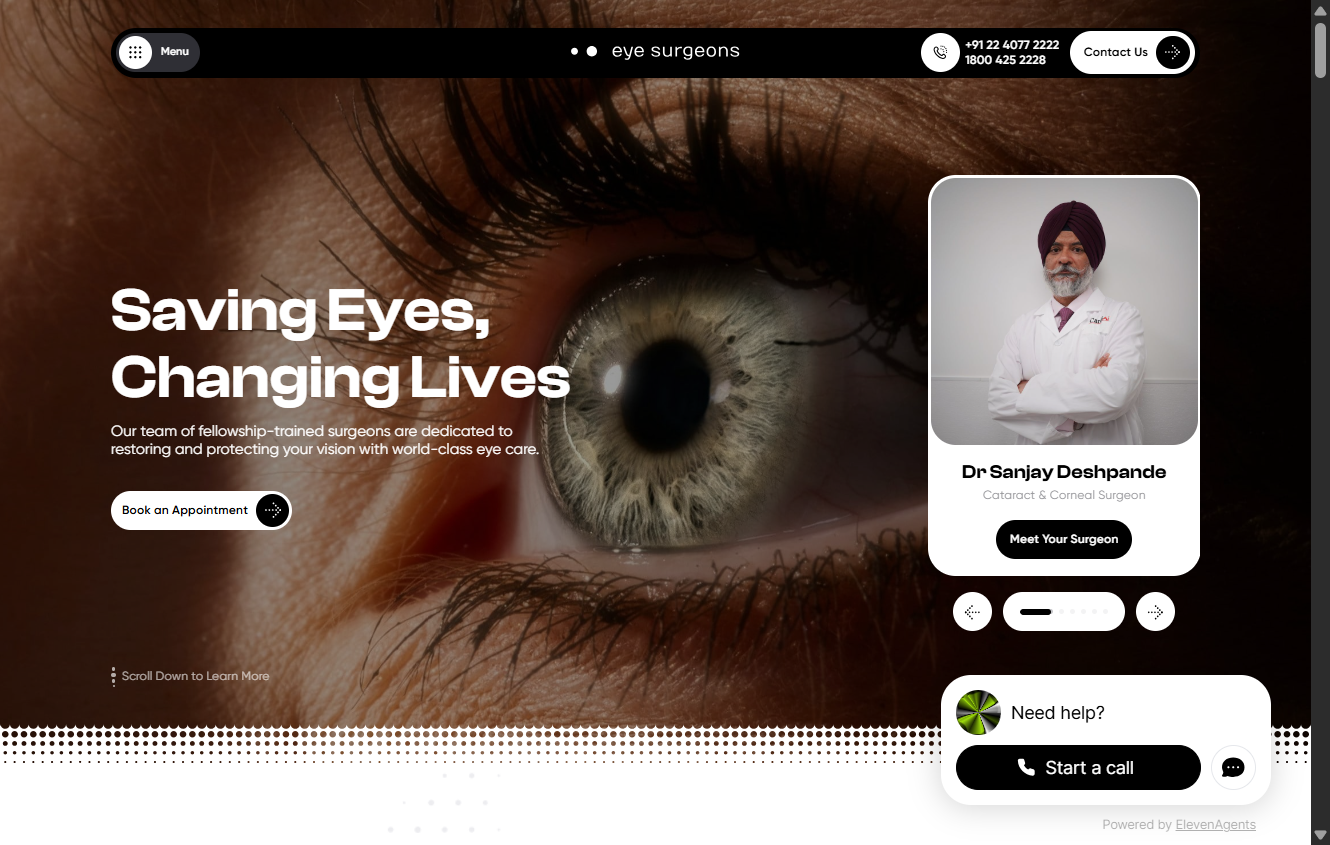 Menu
eye surgeons
+91 22 4077 2222
1800 425 2228
Contact Us
Saving Eyes,
Changing Lives
Our team of fellowship-trained surgeons are dedicated to
restoring and protecting your vision with world-class eye care.
Book an Appointment
Dr Sanjay Deshpande
Cataract & Corneal Surgeon
Meet Your Surgeon
Scroll Down to Learn More
Need help?
Start a call
Powered by ElevenAgents